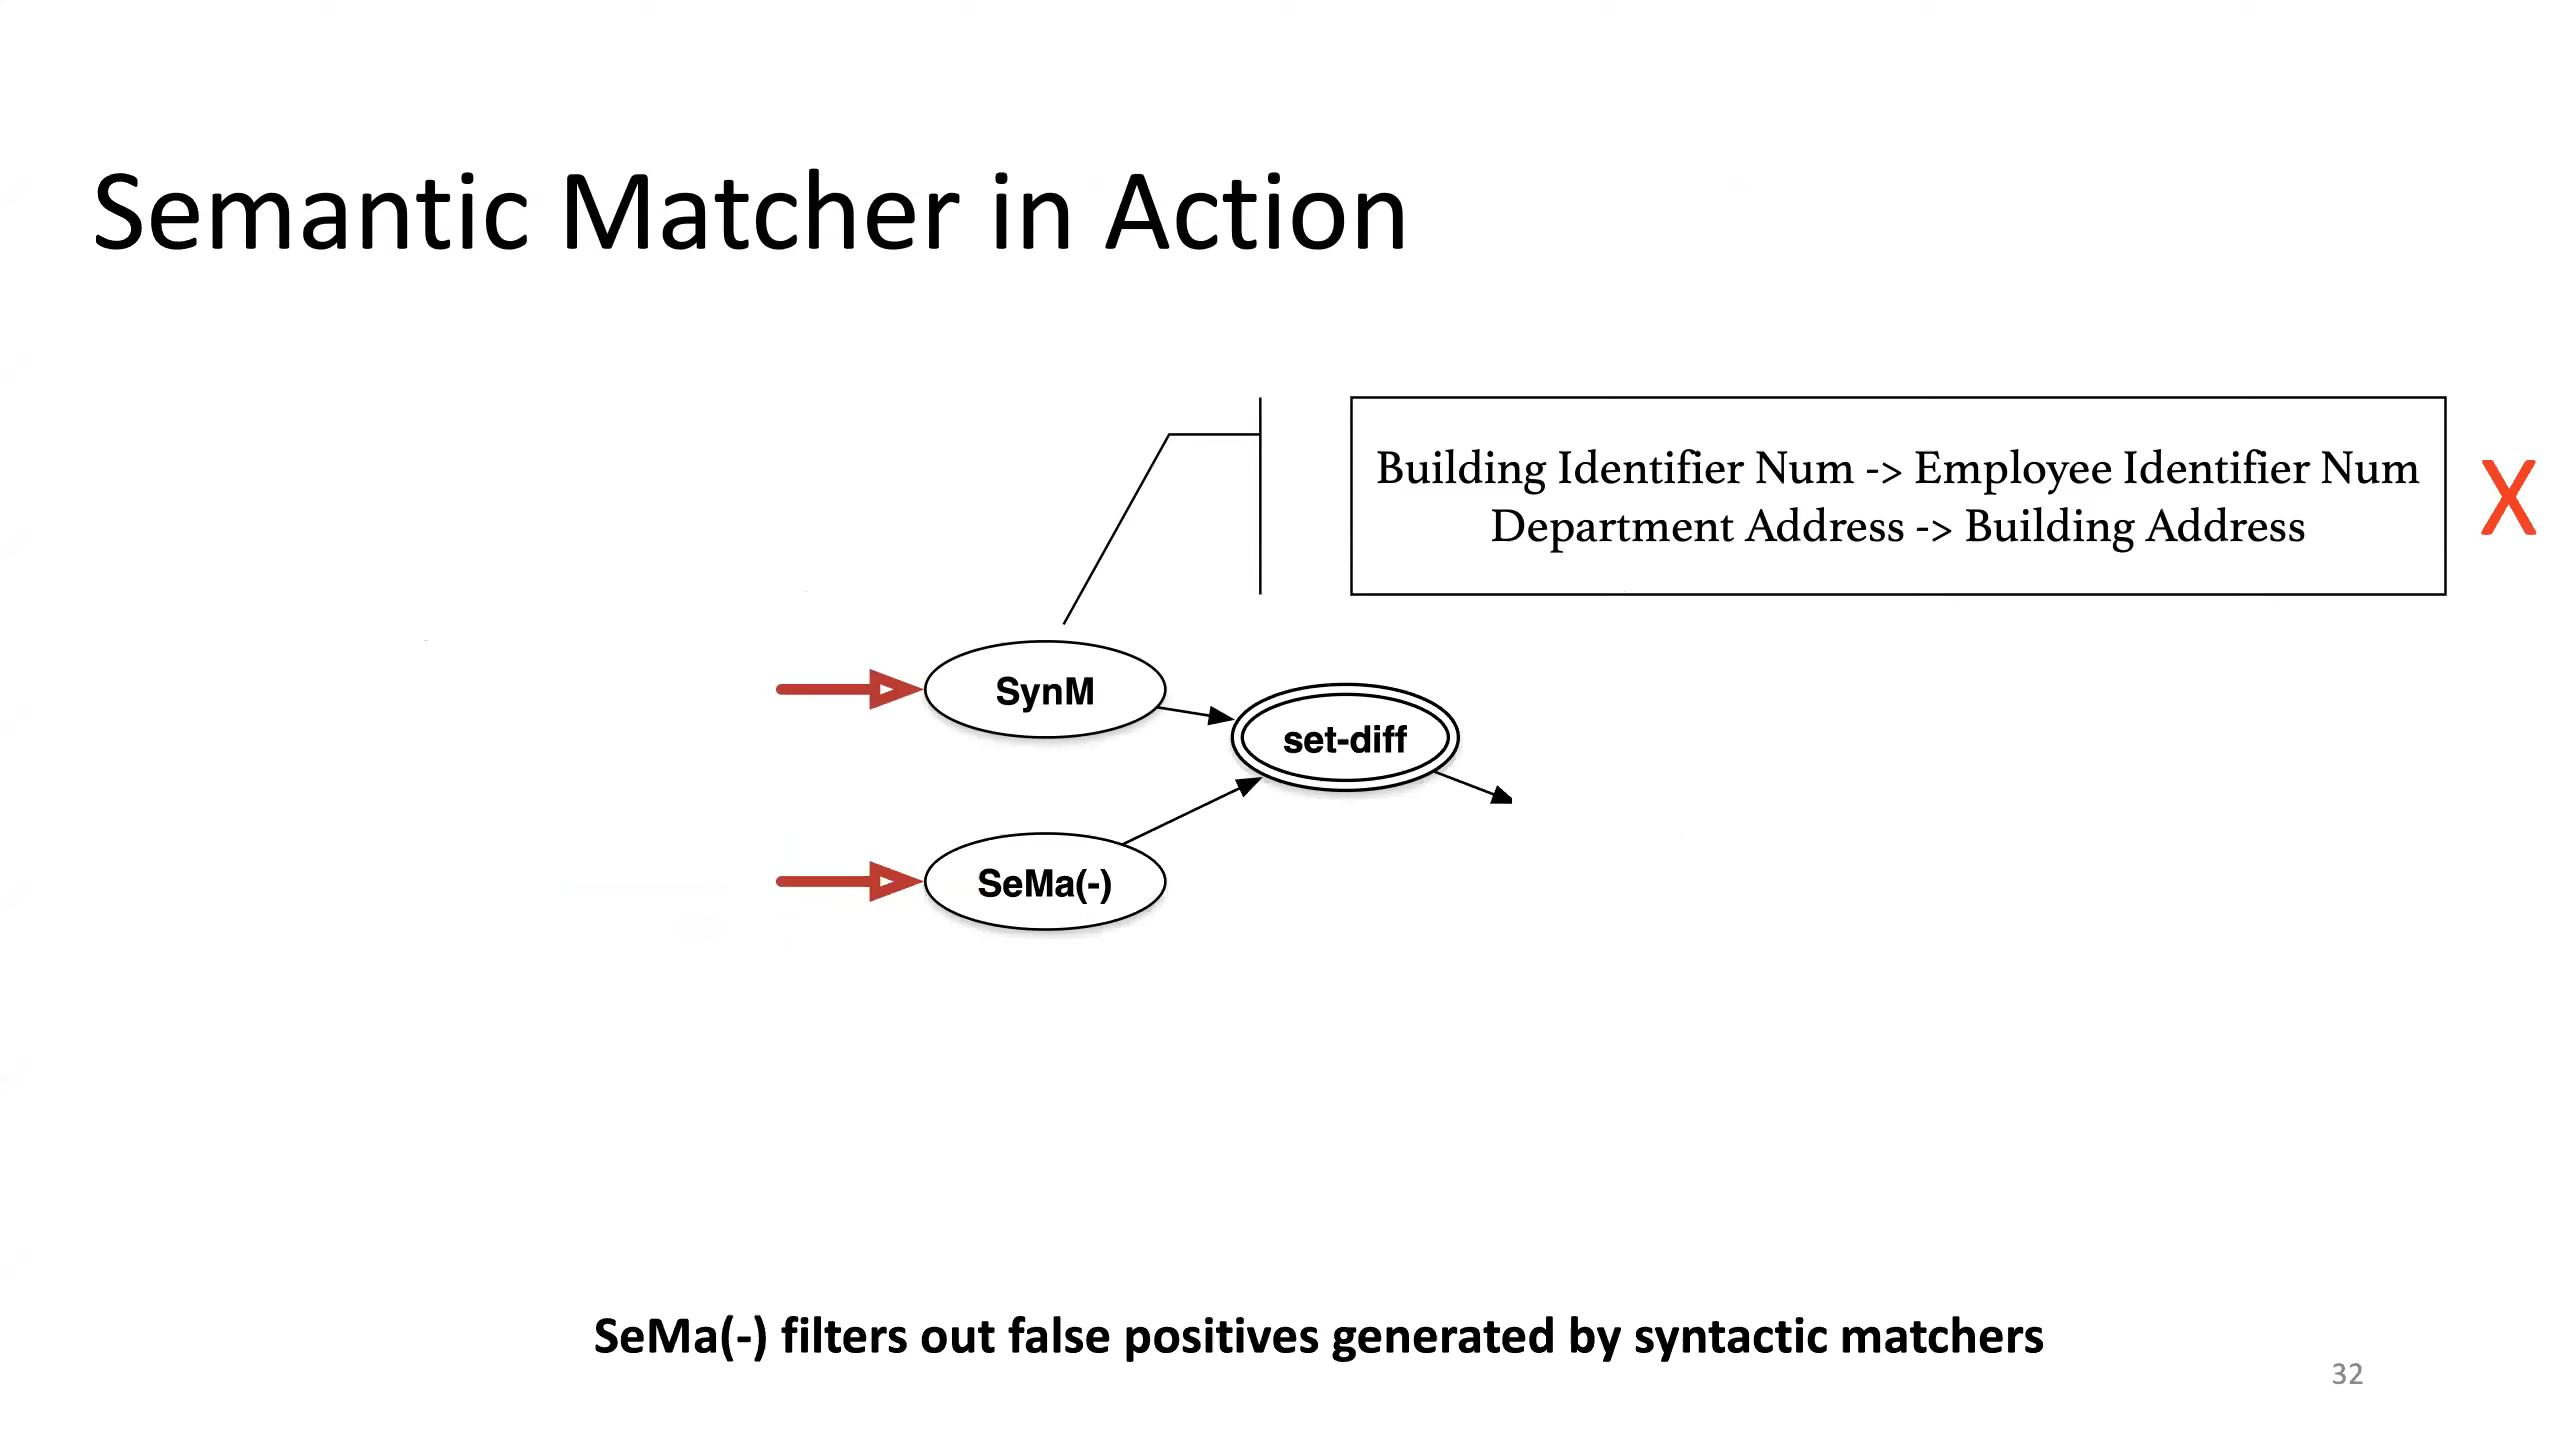 Semantic Matcher in Action
Building Identifier Num -> Employee Identifier Num
Department Address -> Building Address
X
SynM
set-diff
SeMa(-)
SeMa(-) filters out false positives generated by syntactic matchers
32